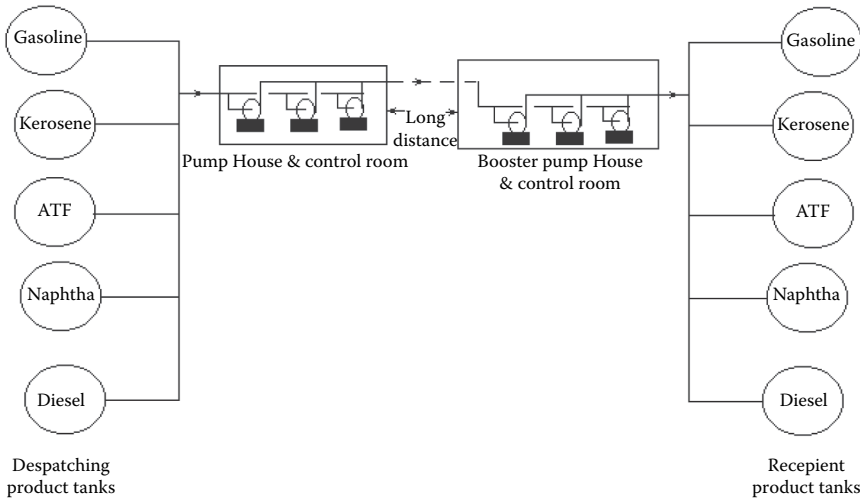 Gasoline
Kerosene
ATF
Naphtha
Diesel
Despatching
product tanks
Pump House & control room
Long
distance
Booster pump House
& control room
Gasoline
Kerosene
ATF
Naphtha
Diesel
Recepient
product tanks